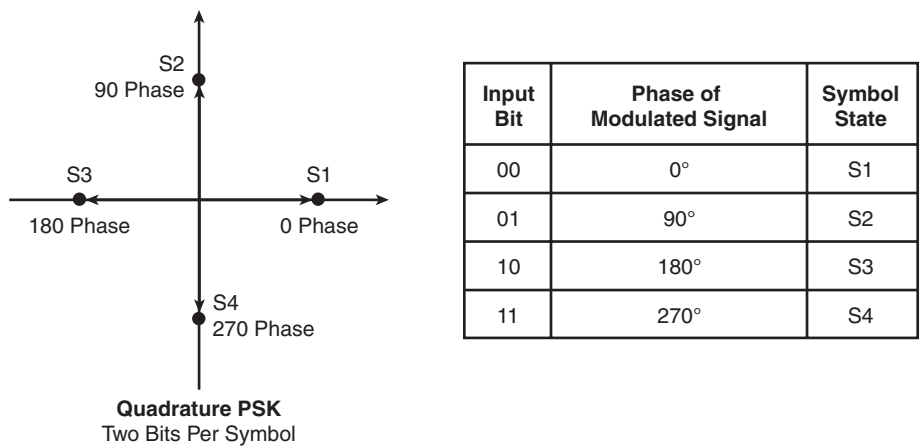 S2
90 Phase
S3
180 Phase
S1
0 Phase
S4
270 Phase
Quadrature PSK
Two Bits Per Symbol
Input Bit Phase of Modulated Signal Symbol State
00 0° S1
01 90° S2
10 180° S3
11 270° S4